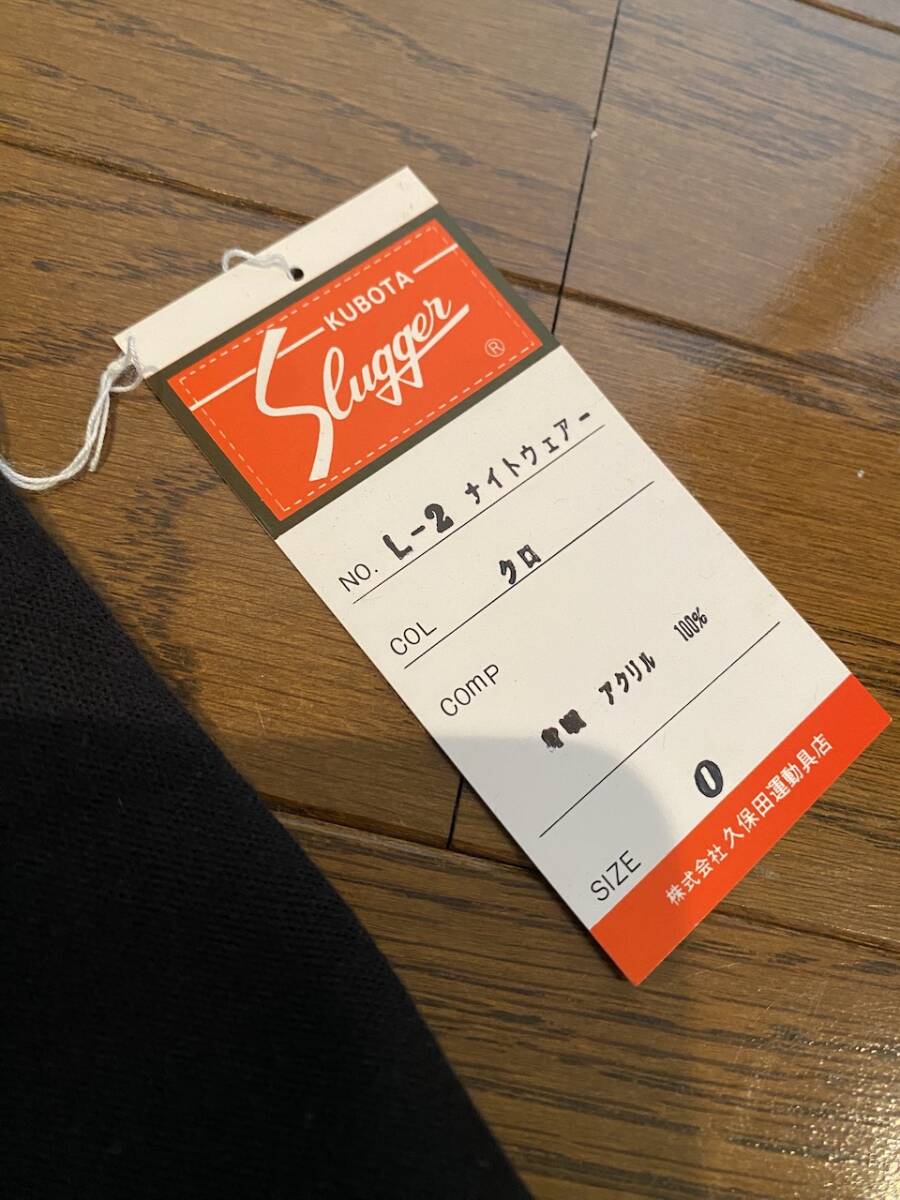 KUBOTA
Slugger
®
NO. L-2 ナイトウェアー
COL クロ
COMP アクリル 100%
SIZE 0
株式会社久保田運動具店